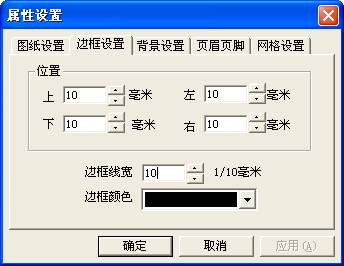 属性设置
图纸设置 边框设置 背景设置 页眉页脚 网格设置
位置
上 10 毫米 左 10 毫米
下 10 毫米 右 10 毫米
边框线宽 10 1/10毫米
边框颜色
确定 取消 应用(A)